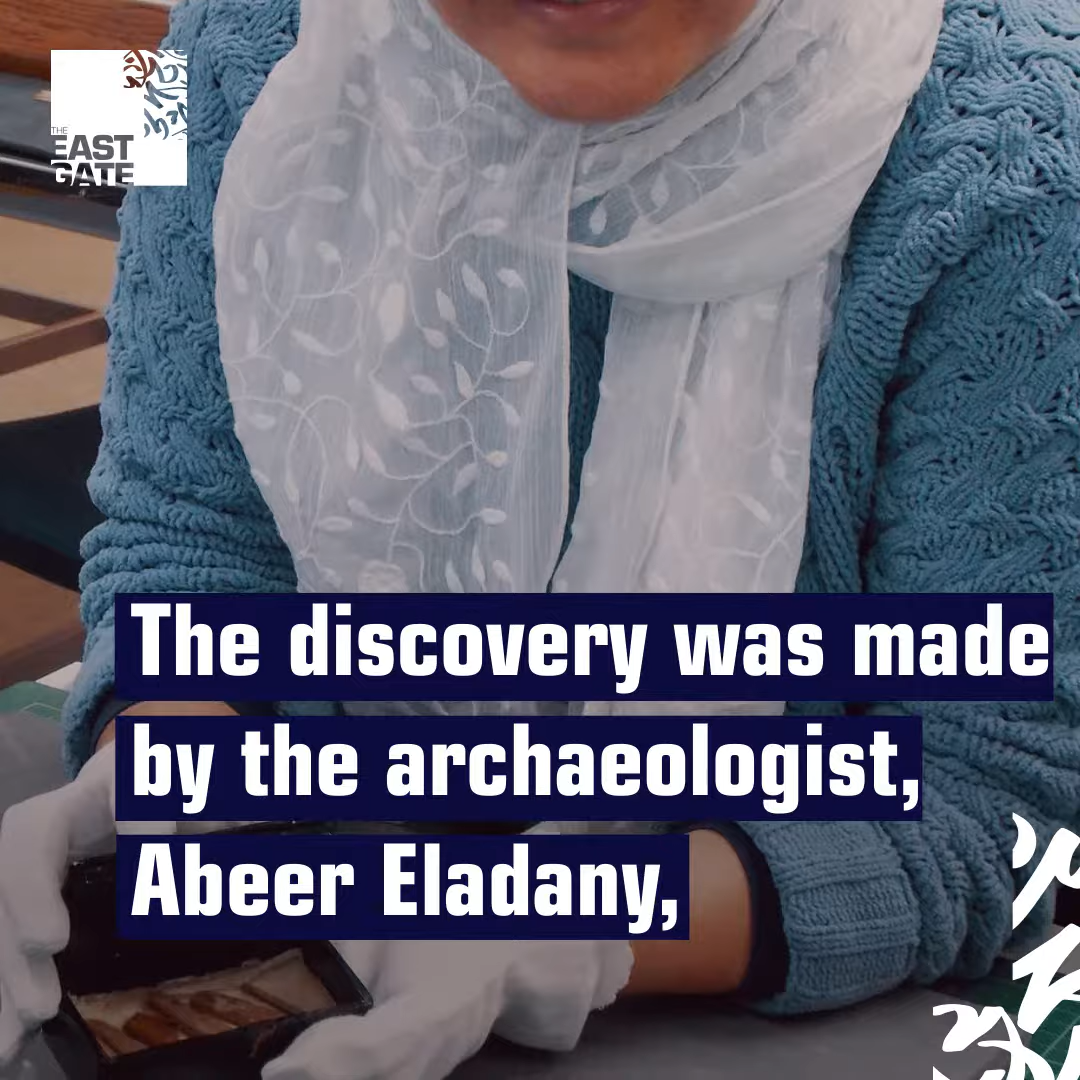 THE
EAST
GATE
The discovery was made
by the archaeologist,
Abeer Eladany,